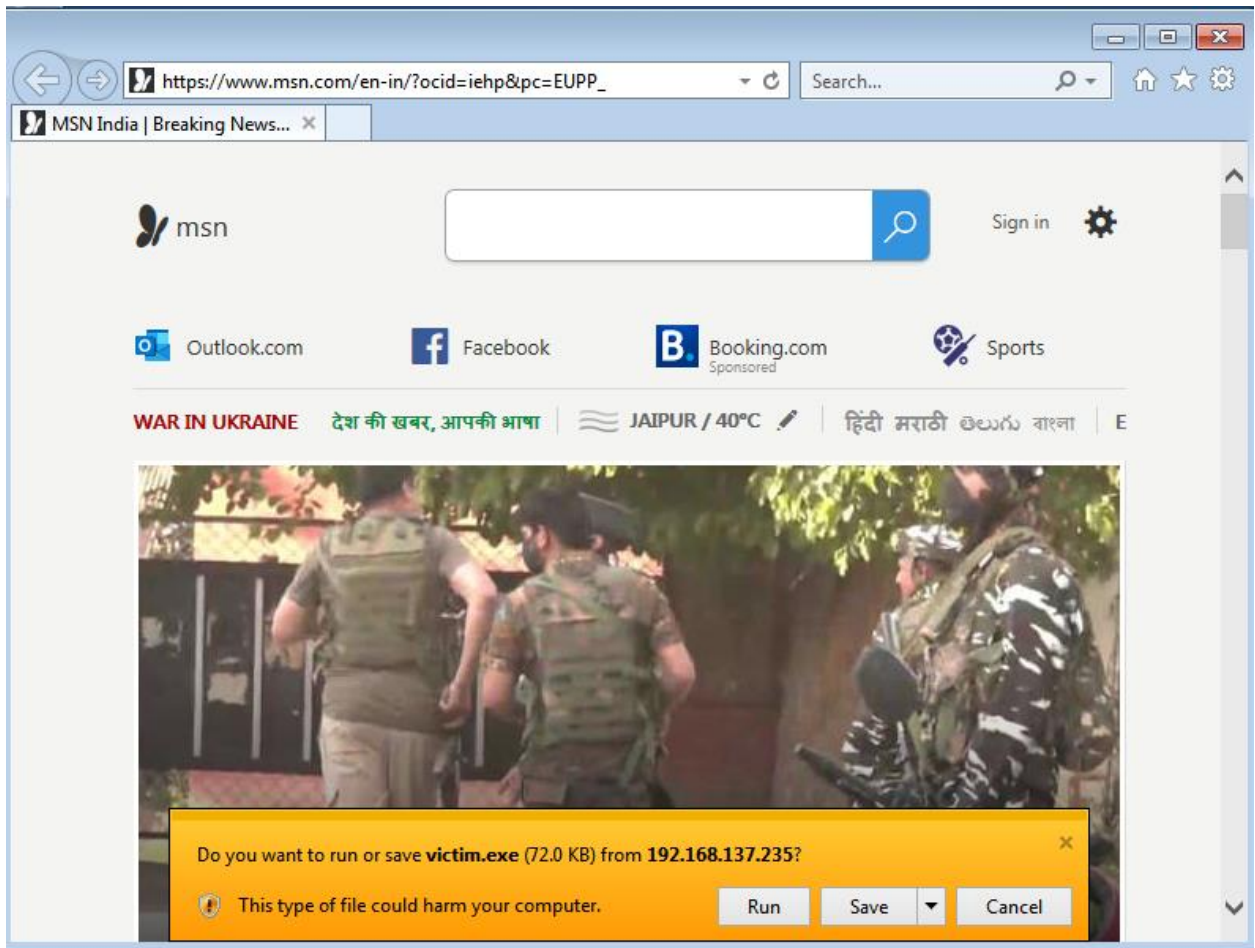 https://www.msn.com/en-in/?ocid=iehp&pc=EUPP_
Search...
MSN India | Breaking News...
msn
Sign in
Outlook.com
Facebook
B. Booking.com
Sponsored
Sports
WAR IN UKRAINE देश की खबर, आपकी भाषा JAIPUR / 40°C हिंदी मराठी తెలుగు বাংলা E
Do you want to run or save victim.exe (72.0 KB) from 192.168.137.235?
This type of file could harm your computer.
Run
Save
Cancel